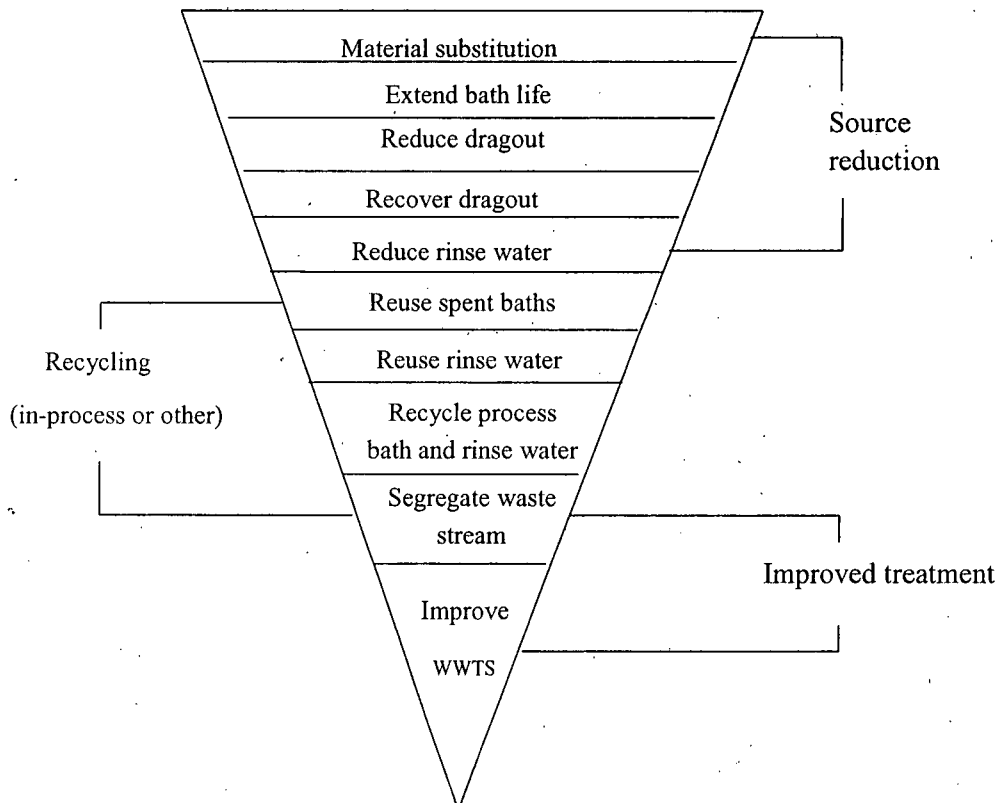 Material substitution
Extend bath life
Reduce dragout
Recover dragout
Reduce rinse water
Reuse spent baths
Reuse rinse water
Recycle process
bath and rinse water
Segregate waste
stream
Improve
WWTS
Source
reduction
Recycling
(in-process or other)
Improved treatment